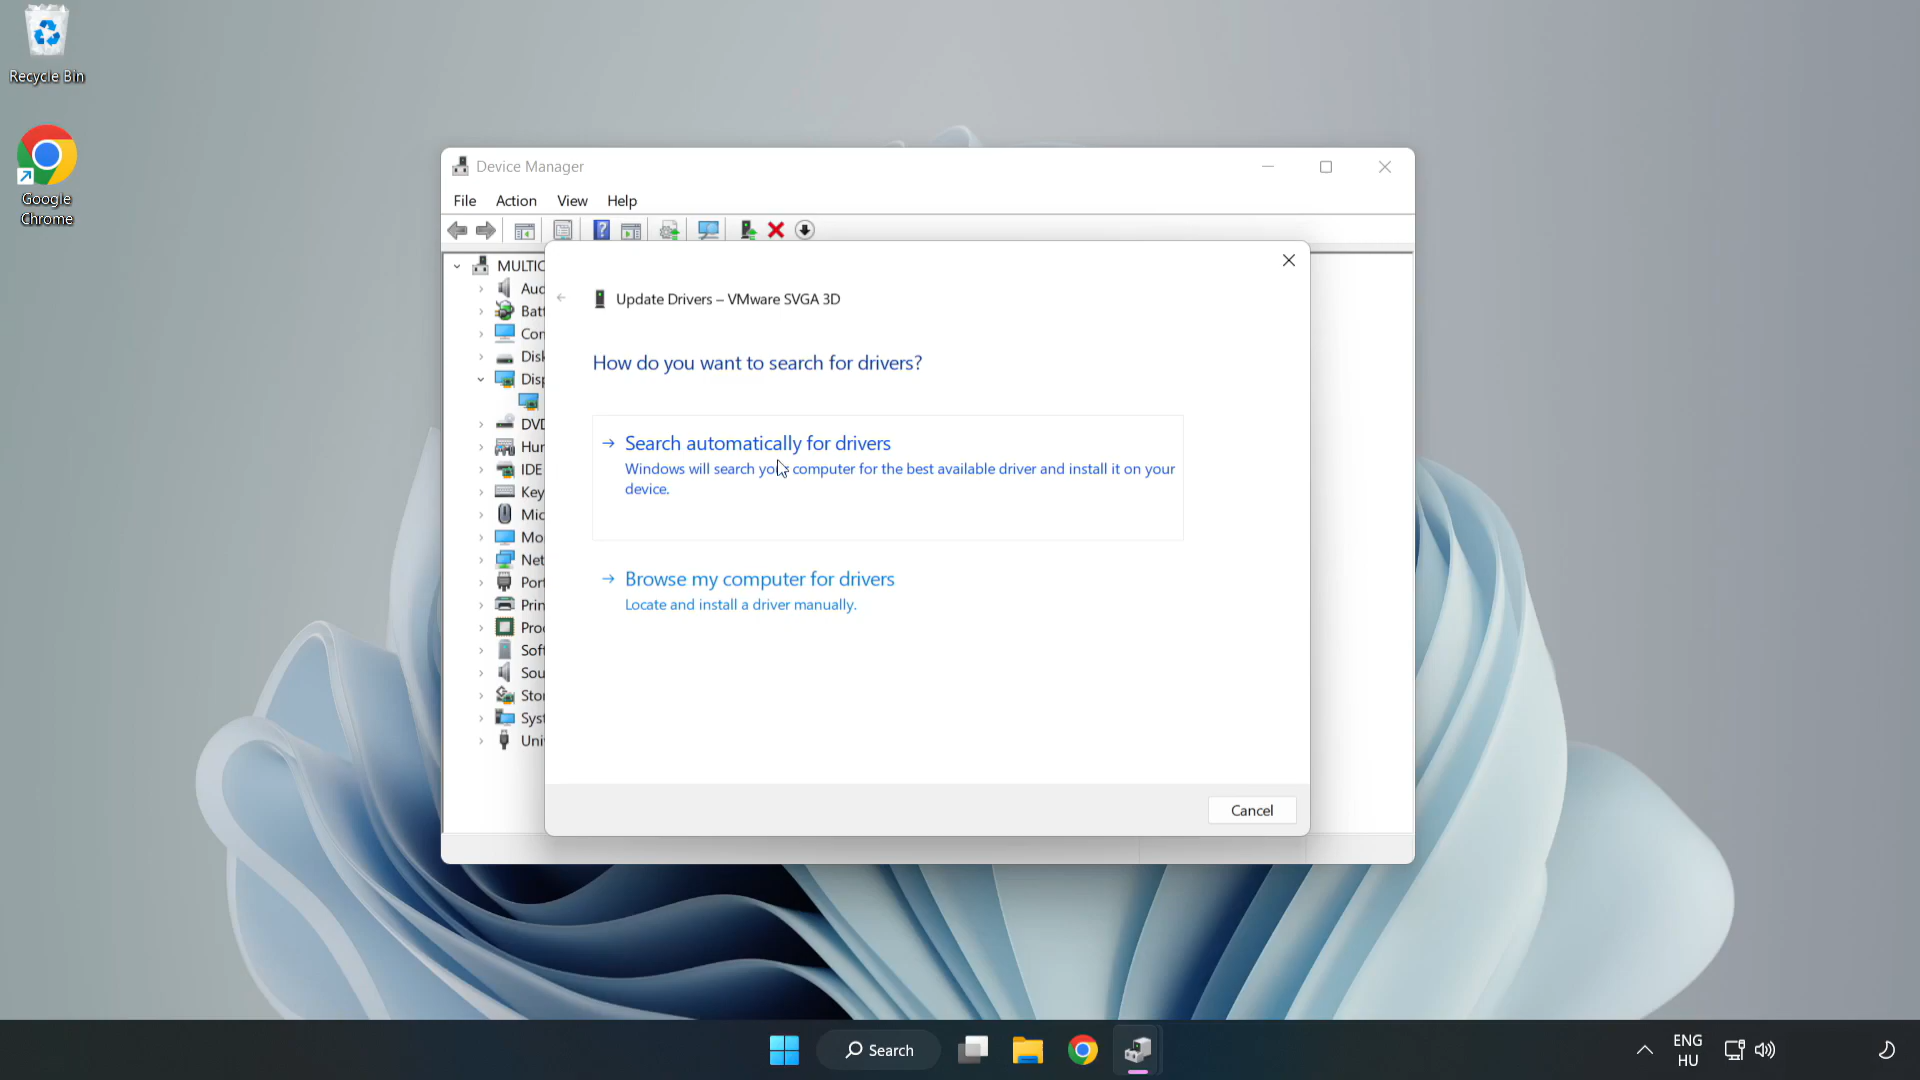 Recycle Bin
Google
Chrome
Device Manager
File Action View Help
MULTIC
Aud
Batt
Com
Disk
Disp
DVD
Hum
IDE
Key
Mic
Mo
Net
Port
Prin
Proc
Soft
Sou
Stor
Syst
Uni
Update Drivers – VMware SVGA 3D
How do you want to search for drivers?
Search automatically for drivers
Windows will search your computer for the best available driver and install it on your
device.
Browse my computer for drivers
Locate and install a driver manually.
Cancel
Search
ENG
HU